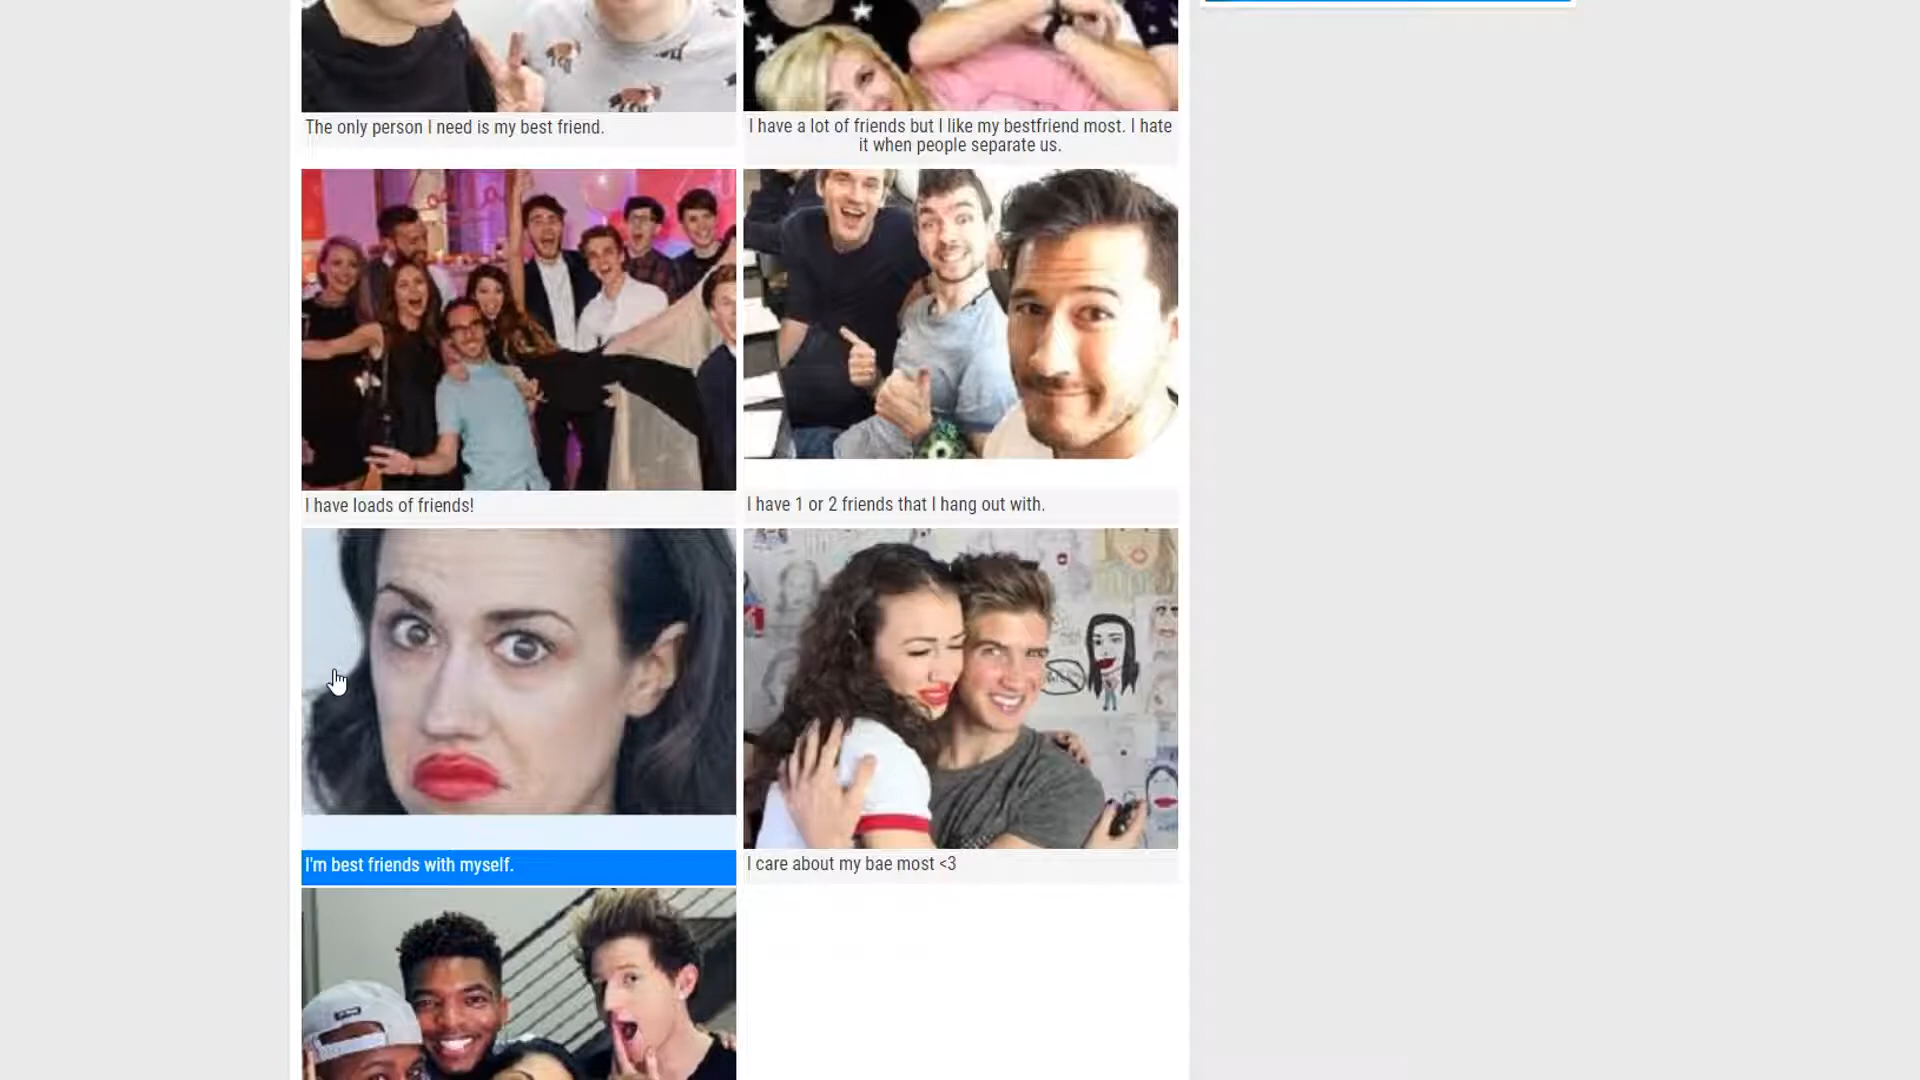 The only person I need is my best friend.
I have a lot of friends but I like my bestfriend most. I hate
it when people separate us.
I have loads of friends!
I have 1 or 2 friends that I hang out with.
I'm best friends with myself.
I care about my bae most <3